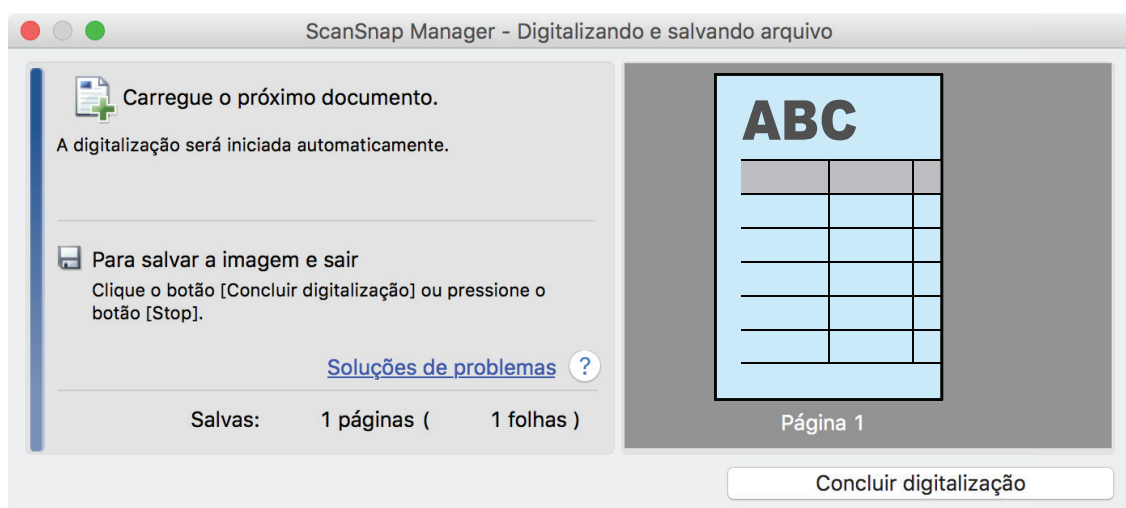 ScanSnap Manager - Digitalizando e salvando arquivo
Carregue o próximo documento.
A digitalização será iniciada automaticamente.
Para salvar a imagem e sair
Clique o botão [Concluir digitalização] ou pressione o
botão [Stop].
Soluções de problemas ?
Salvas: 1 páginas ( 1 folhas )
ABC
Página 1
Concluir digitalização